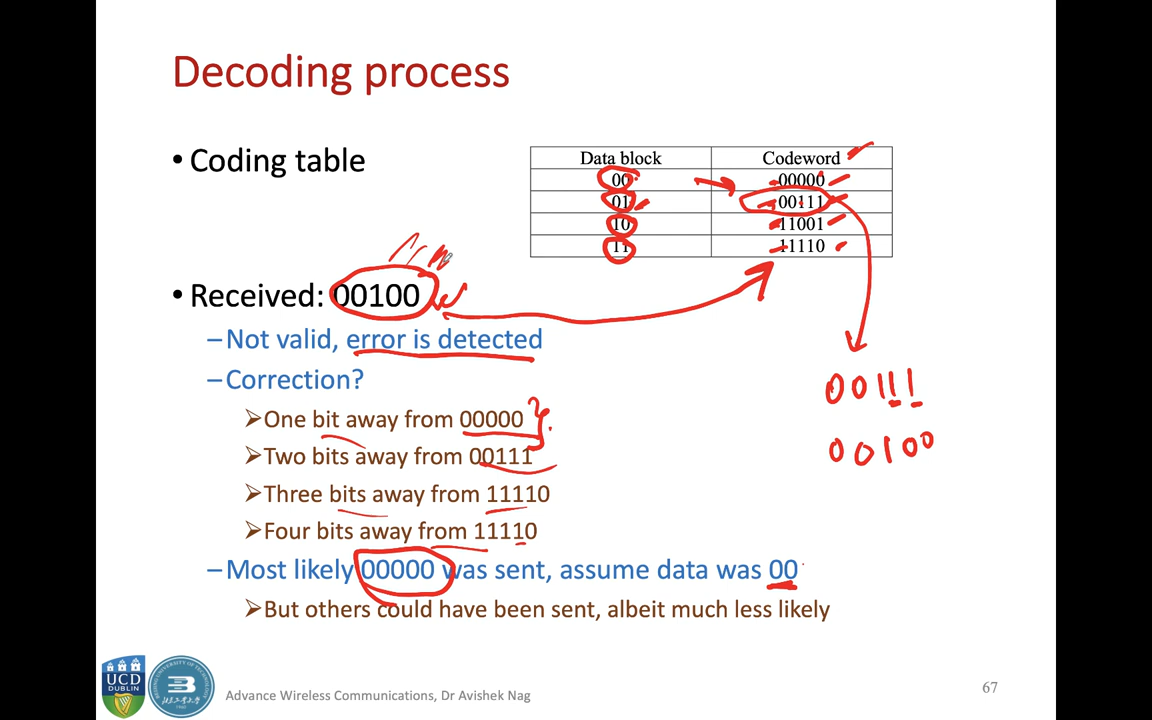 Decoding process
• Coding table
Data block Codeword
00 00000
01 00111
10 11001
11 11110
• Received: 00100
–Not valid, error is detected
–Correction?
➢One bit away from 00000
➢Two bits away from 00111
➢Three bits away from 11110
➢Four bits away from 11110
–Most likely 00000 was sent, assume data was 00
➢But others could have been sent, albeit much less likely
00111
00100
UCD
DUBLIN
Advance Wireless Communications, Dr Avishek Nag
67